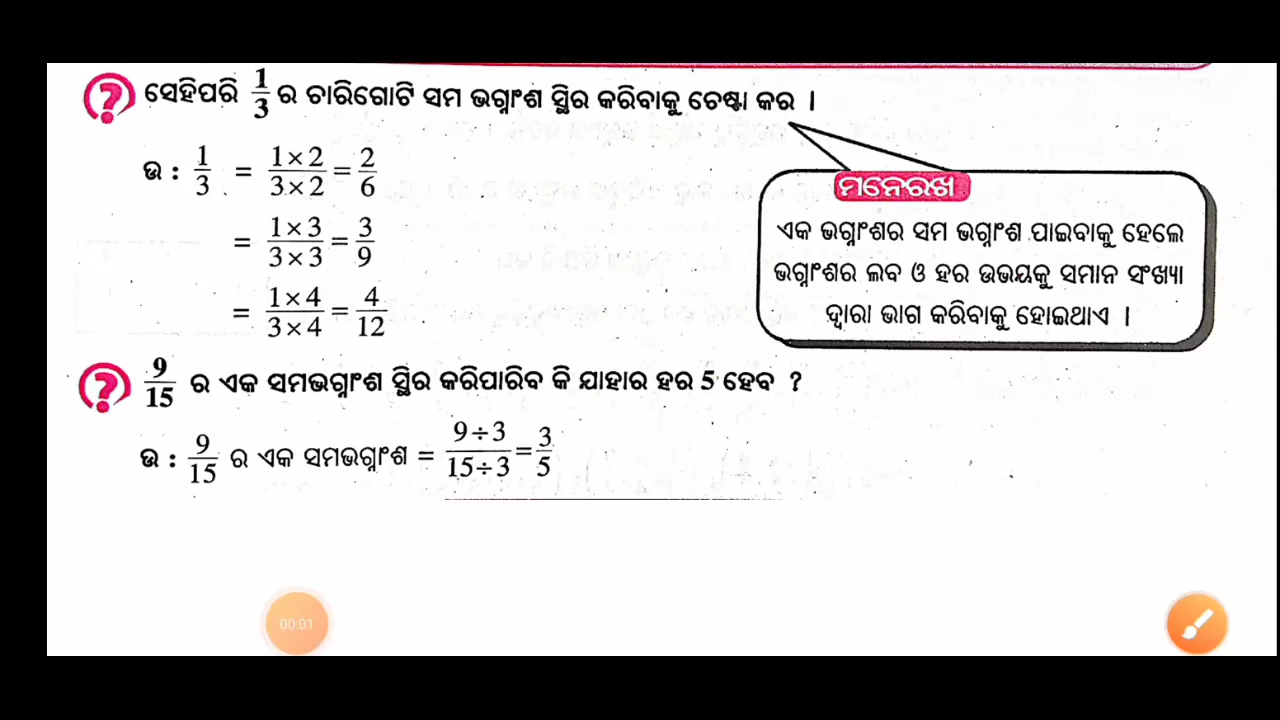 ସେହିପରି 1/3 ର ଚାରିଗୋଟି ସମ ଭଗ୍ନାଂଶ ସ୍ଥିର କରିବାକୁ ଚେଷ୍ଟା କର ।
ଉ : 1/3 = 1×2/3×2 = 2/6
= 1×3/3×3 = 3/9
= 1×4/3×4 = 4/12
ମନେରଖ
ଏକ ଭଗ୍ନାଂଶର ସମ ଭଗ୍ନାଂଶ ପାଇବାକୁ ହେଲେ
ଭଗ୍ନାଂଶର ଲବ ଓ ହର ଉଭୟକୁ ସମାନ ସଂଖ୍ୟା
ଦ୍ୱାରା ଭାଗ କରିବାକୁ ହୋଇଥାଏ ।
9/15 ର ଏକ ସମଭଗ୍ନାଂଶ ସ୍ଥିର କରିପାରିବ କି ଯାହାର ହର 5 ହେବ ?
ଉ : 9/15 ର ଏକ ସମଭଗ୍ନାଂଶ = 9÷3/15÷3 = 3/5
00:01